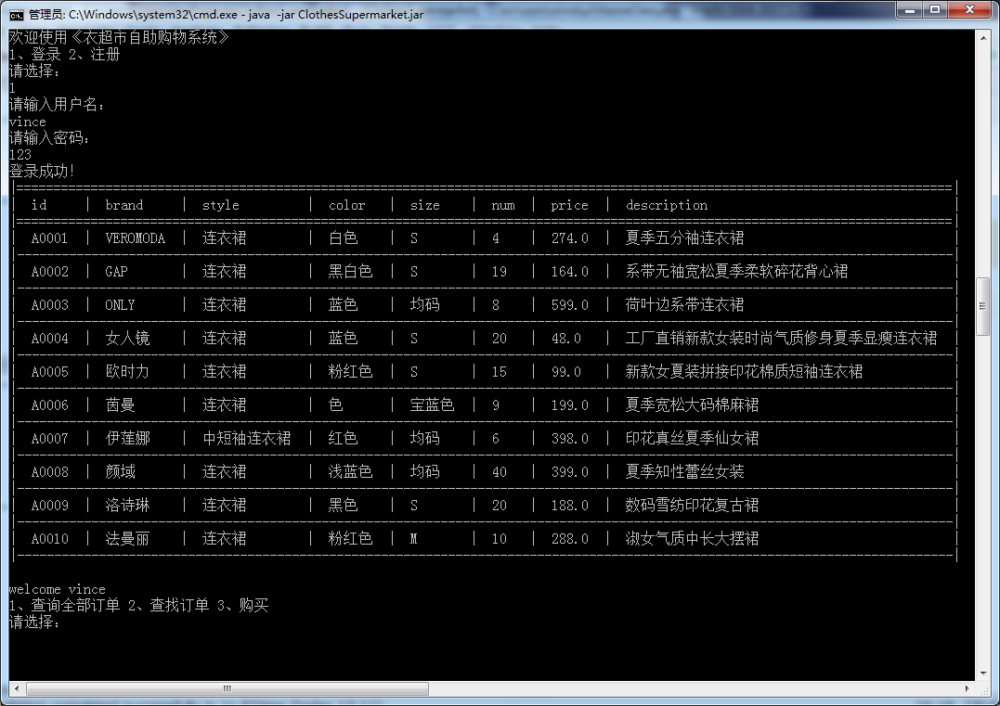 管理员: C:\Windows\system32\cmd.exe - java  -jar ClothesSupermarket.jar
欢迎使用《衣超市自助购物系统》
1、登录 2、注册
请选择:
1
请输入用户名:
vince
请输入密码:
123
登录成功!
id | brand | style | color | size | num | price | description
A0001 | VEROMODA | 连衣裙 | 白色 | S | 4 | 274.0 | 夏季五分袖连衣裙
A0002 | GAP | 连衣裙 | 黑白色 | S | 19 | 164.0 | 系带无袖宽松夏季柔软碎花背心裙
A0003 | ONLY | 连衣裙 | 蓝色 | 均码 | 8 | 599.0 | 荷叶边系带连衣裙
A0004 | 女人镜 | 连衣裙 | 蓝色 | S | 20 | 48.0 | 工厂直销新款女装时尚气质修身夏季显瘦连衣裙
A0005 | 欧时力 | 连衣裙 | 粉红色 | S | 15 | 99.0 | 新款女夏装拼接印花棉质短袖连衣裙
A0006 | 茵曼 | 连衣裙 | 色 | 宝蓝色 | 9 | 199.0 | 夏季宽松大码棉麻裙
A0007 | 伊莲娜 | 中短袖连衣裙 | 红色 | 均码 | 6 | 398.0 | 印花真丝夏季仙女裙
A0008 | 颜域 | 连衣裙 | 浅蓝色 | 均码 | 40 | 399.0 | 夏季知性蕾丝女装
A0009 | 洛诗琳 | 连衣裙 | 黑色 | S | 20 | 188.0 | 数码雪纺印花复古裙
A0010 | 法曼丽 | 连衣裙 | 粉红色 | M | 10 | 288.0 | 淑女气质中长大摆裙
welcome vince
1、查询全部订单 2、查找订单 3、购买
请选择: